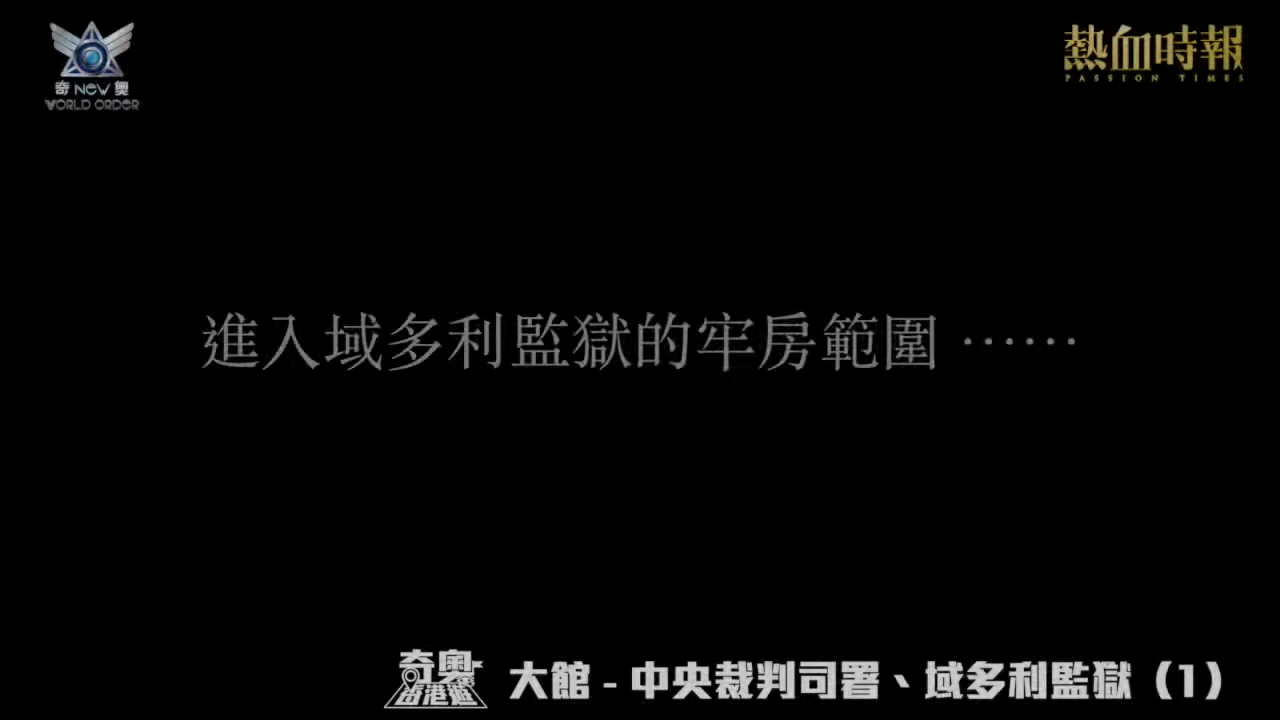 奇 NEW 奧
WORLD ORDER
熱血時報
PASSION TIMES
進入域多利監獄的牢房範圍 ⋯⋯
奇奧
香港遊
大館 - 中央裁判司署、域多利監獄（1）